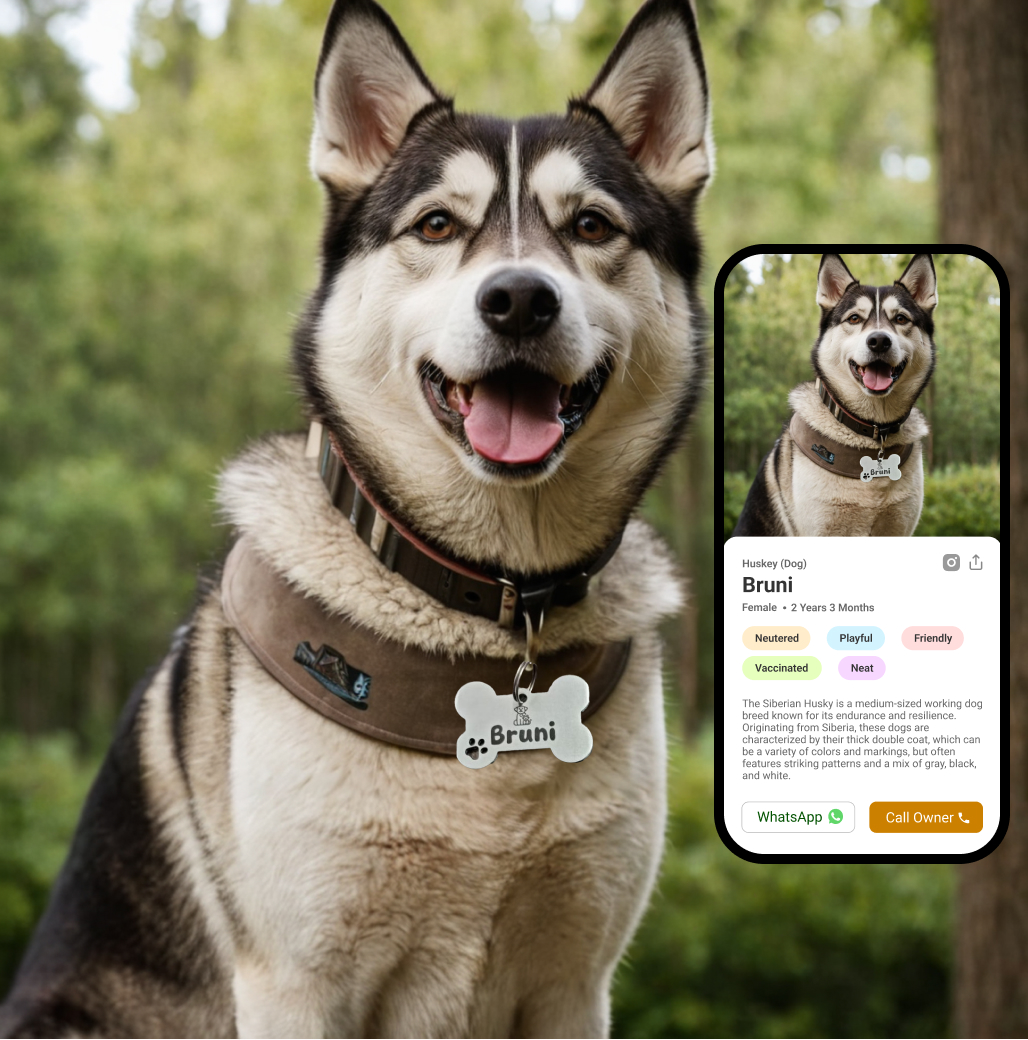 Bruni
Bruni
Huskey (Dog)
Bruni
Female • 2 Years 3 Months
Neutered Playful Friendly
Vaccinated Neat
The Siberian Husky is a medium-sized working dog
breed known for its endurance and resilience.
Originating from Siberia, these dogs are
characterized by their thick double coat, which can
be a variety of colors and markings, but often
features striking patterns and a mix of gray, black,
and white.
WhatsApp Call Owner